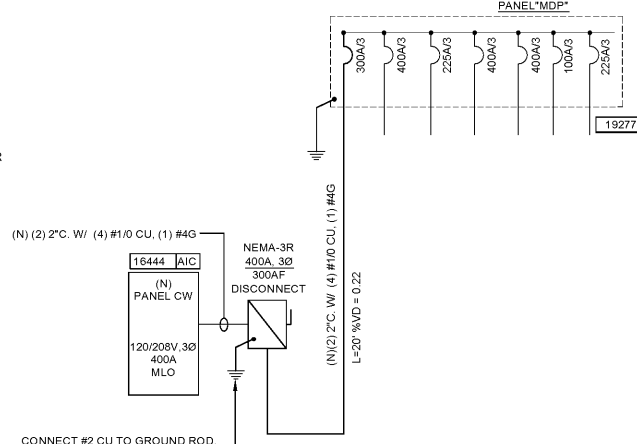 PANEL"MDP"
300A/3
400A/3
225A/3
400A/3
400A/3
100A/3
225A/3
19277
R
(N)(2) 2"C. W/ (4) #1/0 CU, (1) #4G
L=20' %VD = 0.22
(N) (2) 2"C. W/ (4) #1/0 CU, (1) #4G
NEMA-3R
400A, 3Ø
300AF
DISCONNECT
16444 AIC
(N)
PANEL CW
120/208V,3Ø
400A
MLO
CONNECT #2 CU TO GROUND ROD